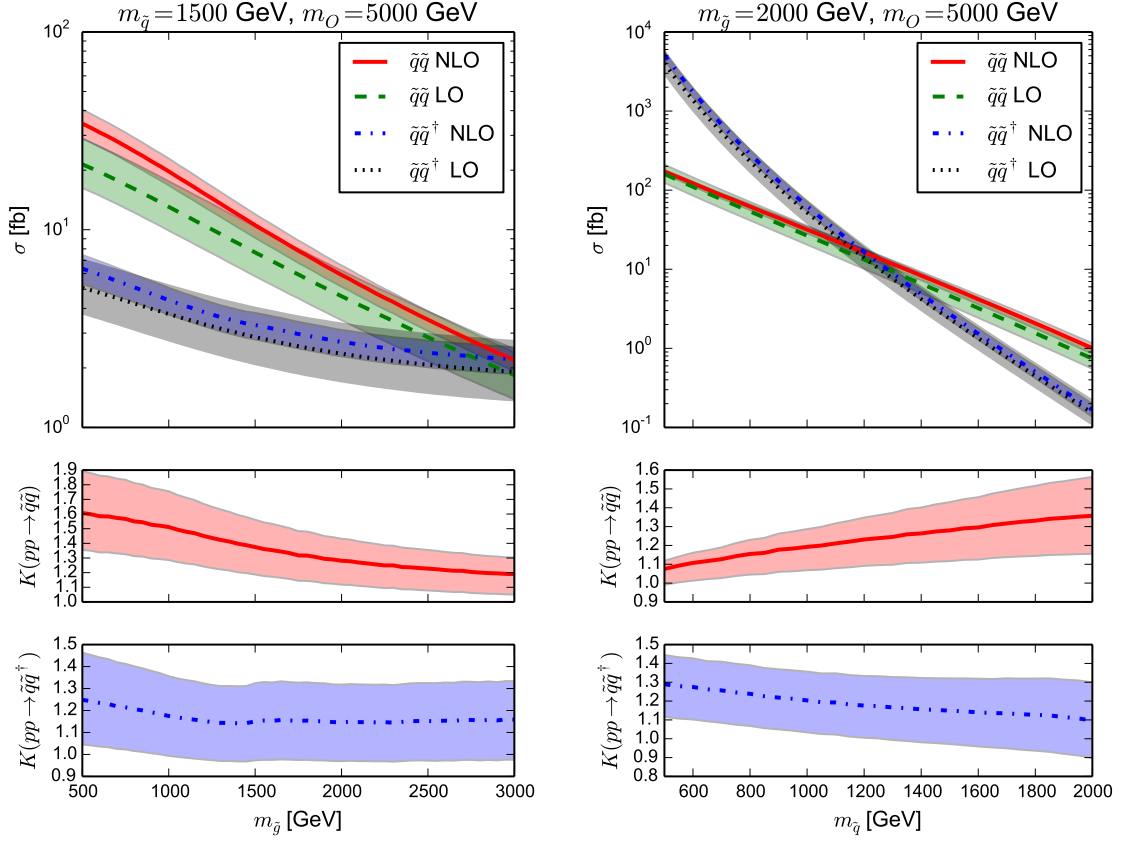 m_q̃=1500 GeV, m_O=5000 GeV
10²
10¹
10⁰
σ [fb]
q̃q̃ NLO
q̃q̃ LO
q̃q̃† NLO
q̃q̃† LO
1.9
1.8
1.7
1.6
1.5
1.4
1.3
1.2
1.1
1.0
K(pp→q̃q̃)
1.5
1.4
1.3
1.2
1.1
1.0
0.9
K(pp→q̃q̃†)
500 1000 1500 2000 2500 3000
m_g̃ [GeV]
m_g̃=2000 GeV, m_O=5000 GeV
10⁴
10³
10²
10¹
10⁰
10⁻¹
σ [fb]
q̃q̃ NLO
q̃q̃ LO
q̃q̃† NLO
q̃q̃† LO
1.6
1.5
1.4
1.3
1.2
1.1
1.0
0.9
K(pp→q̃q̃)
1.5
1.4
1.3
1.2
1.1
1.0
0.9
0.8
K(pp→q̃q̃†)
600 800 1000 1200 1400 1600 1800 2000
m_q̃ [GeV]